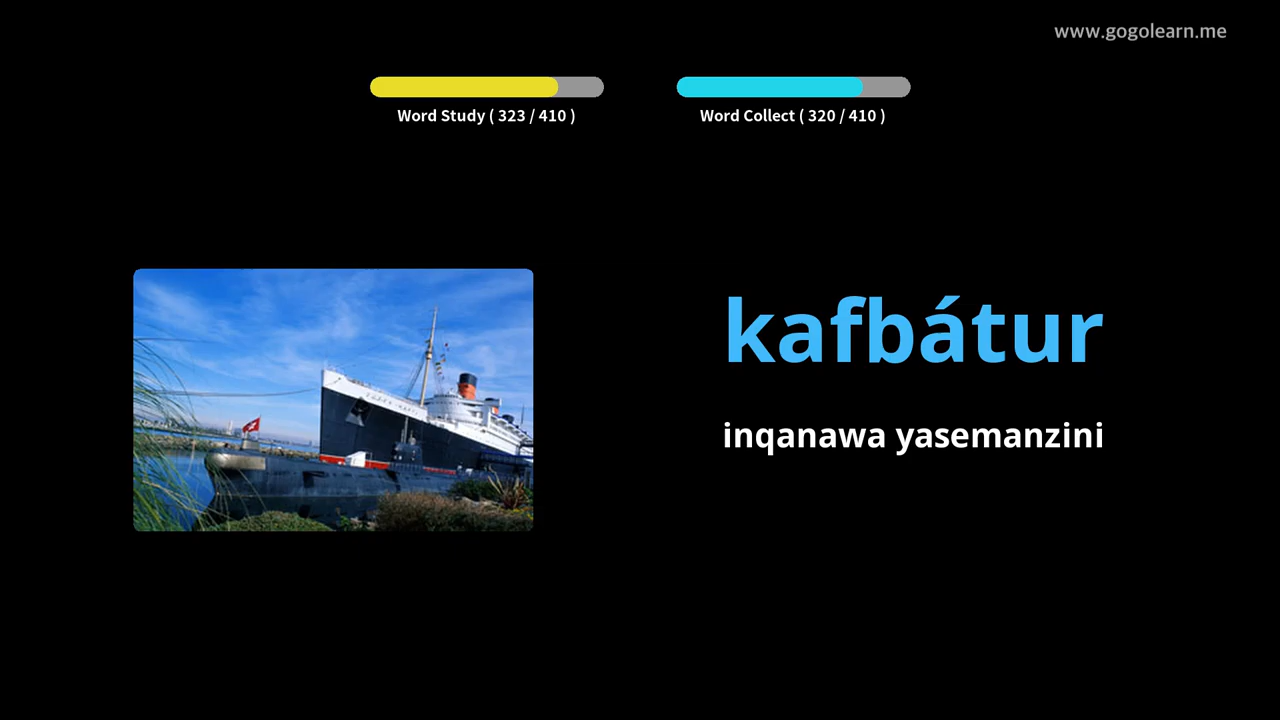 www.gogolearn.me
Word Study ( 323 / 410 )
Word Collect ( 320 / 410 )
kafbátur
inqanawa yasemanzini